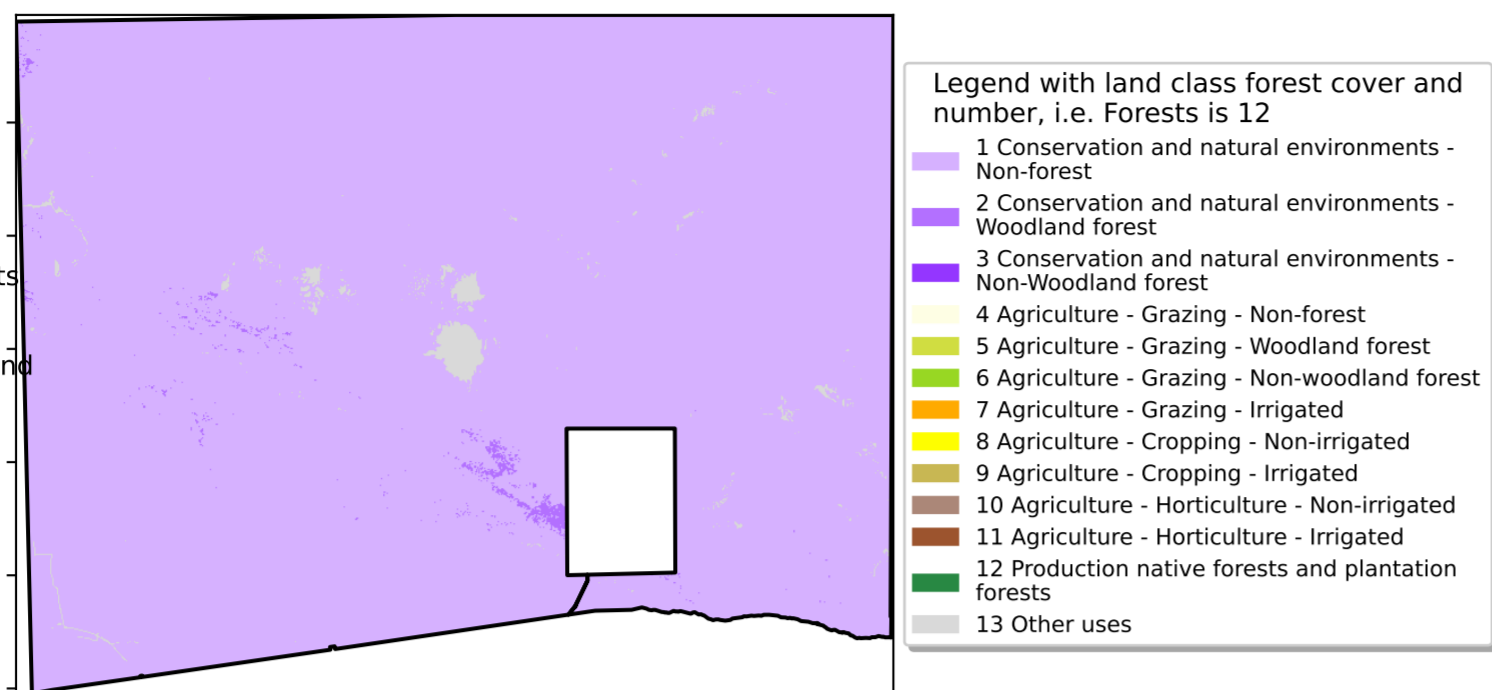 Legend with land class forest cover and
number, i.e. Forests is 12
1 Conservation and natural environments -
Non-forest
2 Conservation and natural environments -
Woodland forest
3 Conservation and natural environments -
Non-Woodland forest
4 Agriculture - Grazing - Non-forest
5 Agriculture - Grazing - Woodland forest
6 Agriculture - Grazing - Non-woodland forest
7 Agriculture - Grazing - Irrigated
8 Agriculture - Cropping - Non-irrigated
9 Agriculture - Cropping - Irrigated
10 Agriculture - Horticulture - Non-irrigated
11 Agriculture - Horticulture - Irrigated
12 Production native forests and plantation
forests
13 Other uses